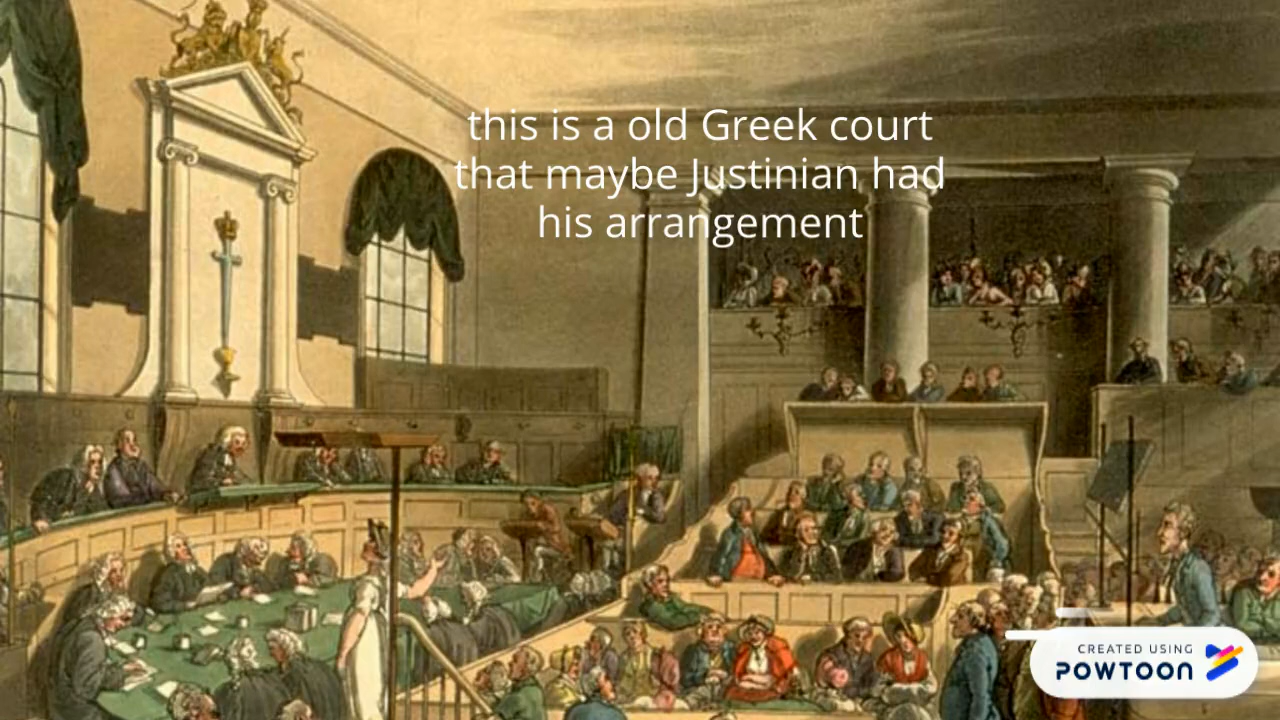 this is a old Greek court
that maybe Justinian had
his arrangement
CREATED USING
POWTOON